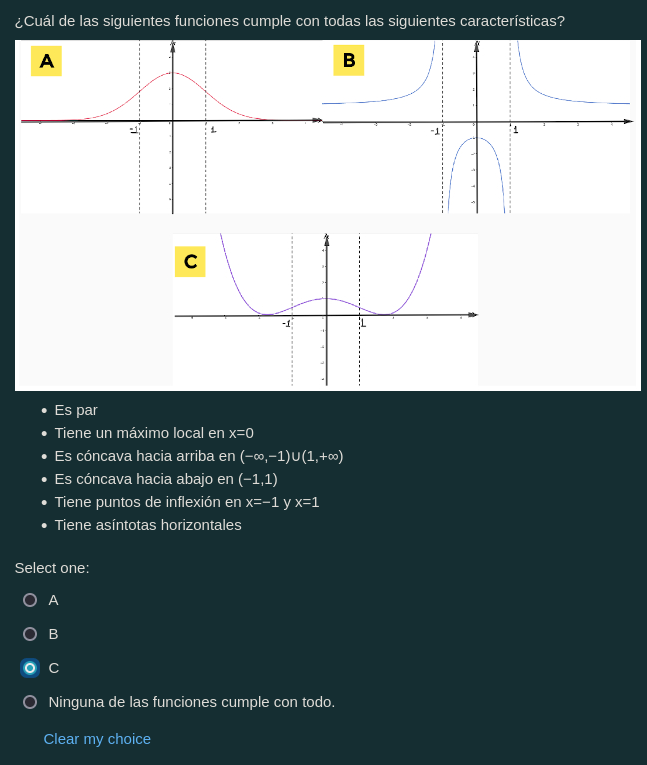 ¿Cuál de las siguientes funciones cumple con todas las siguientes características?
A
B
-1
1
-1
1
C
-1
1
• Es par
• Tiene un máximo local en x=0
• Es cóncava hacia arriba en (−∞,−1)∪(1,+∞)
• Es cóncava hacia abajo en (−1,1)
• Tiene puntos de inflexión en x=−1 y x=1
• Tiene asíntotas horizontales
Select one:
A
B
C
Ninguna de las funciones cumple con todo.
Clear my choice